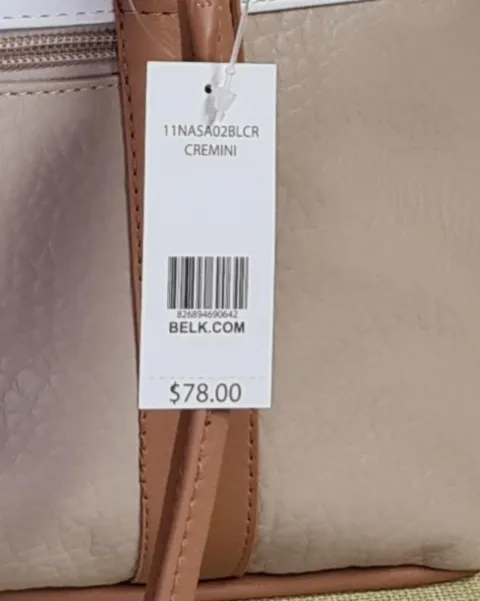 11NASA02BLCR
CREMINI
826894690642
BELK.COM
$78.00